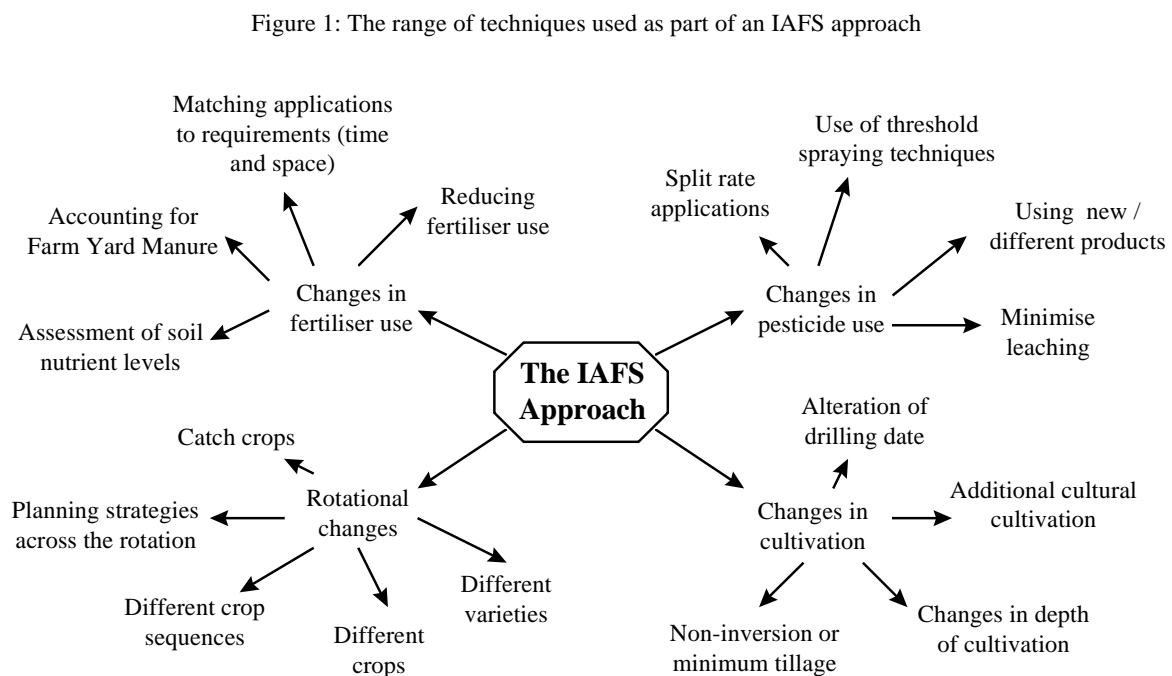 Figure 1: The range of techniques used as part of an IAFS approach
Matching applications
to requirements (time
and space)
Accounting for
Farm Yard Manure
Reducing
fertiliser use
Assessment of soil
nutrient levels
Changes in
fertiliser use
Use of threshold
spraying techniques
Split rate
applications
Using new /
different products
Changes in
pesticide use
Minimise
leaching
The IAFS
Approach
Catch crops
Planning strategies
across the rotation
Rotational
changes
Different crop
sequences
Different
crops
Different
varieties
Alteration of
drilling date
Changes in
cultivation
Additional cultural
cultivation
Non-inversion or
minimum tillage
Changes in depth
of cultivation